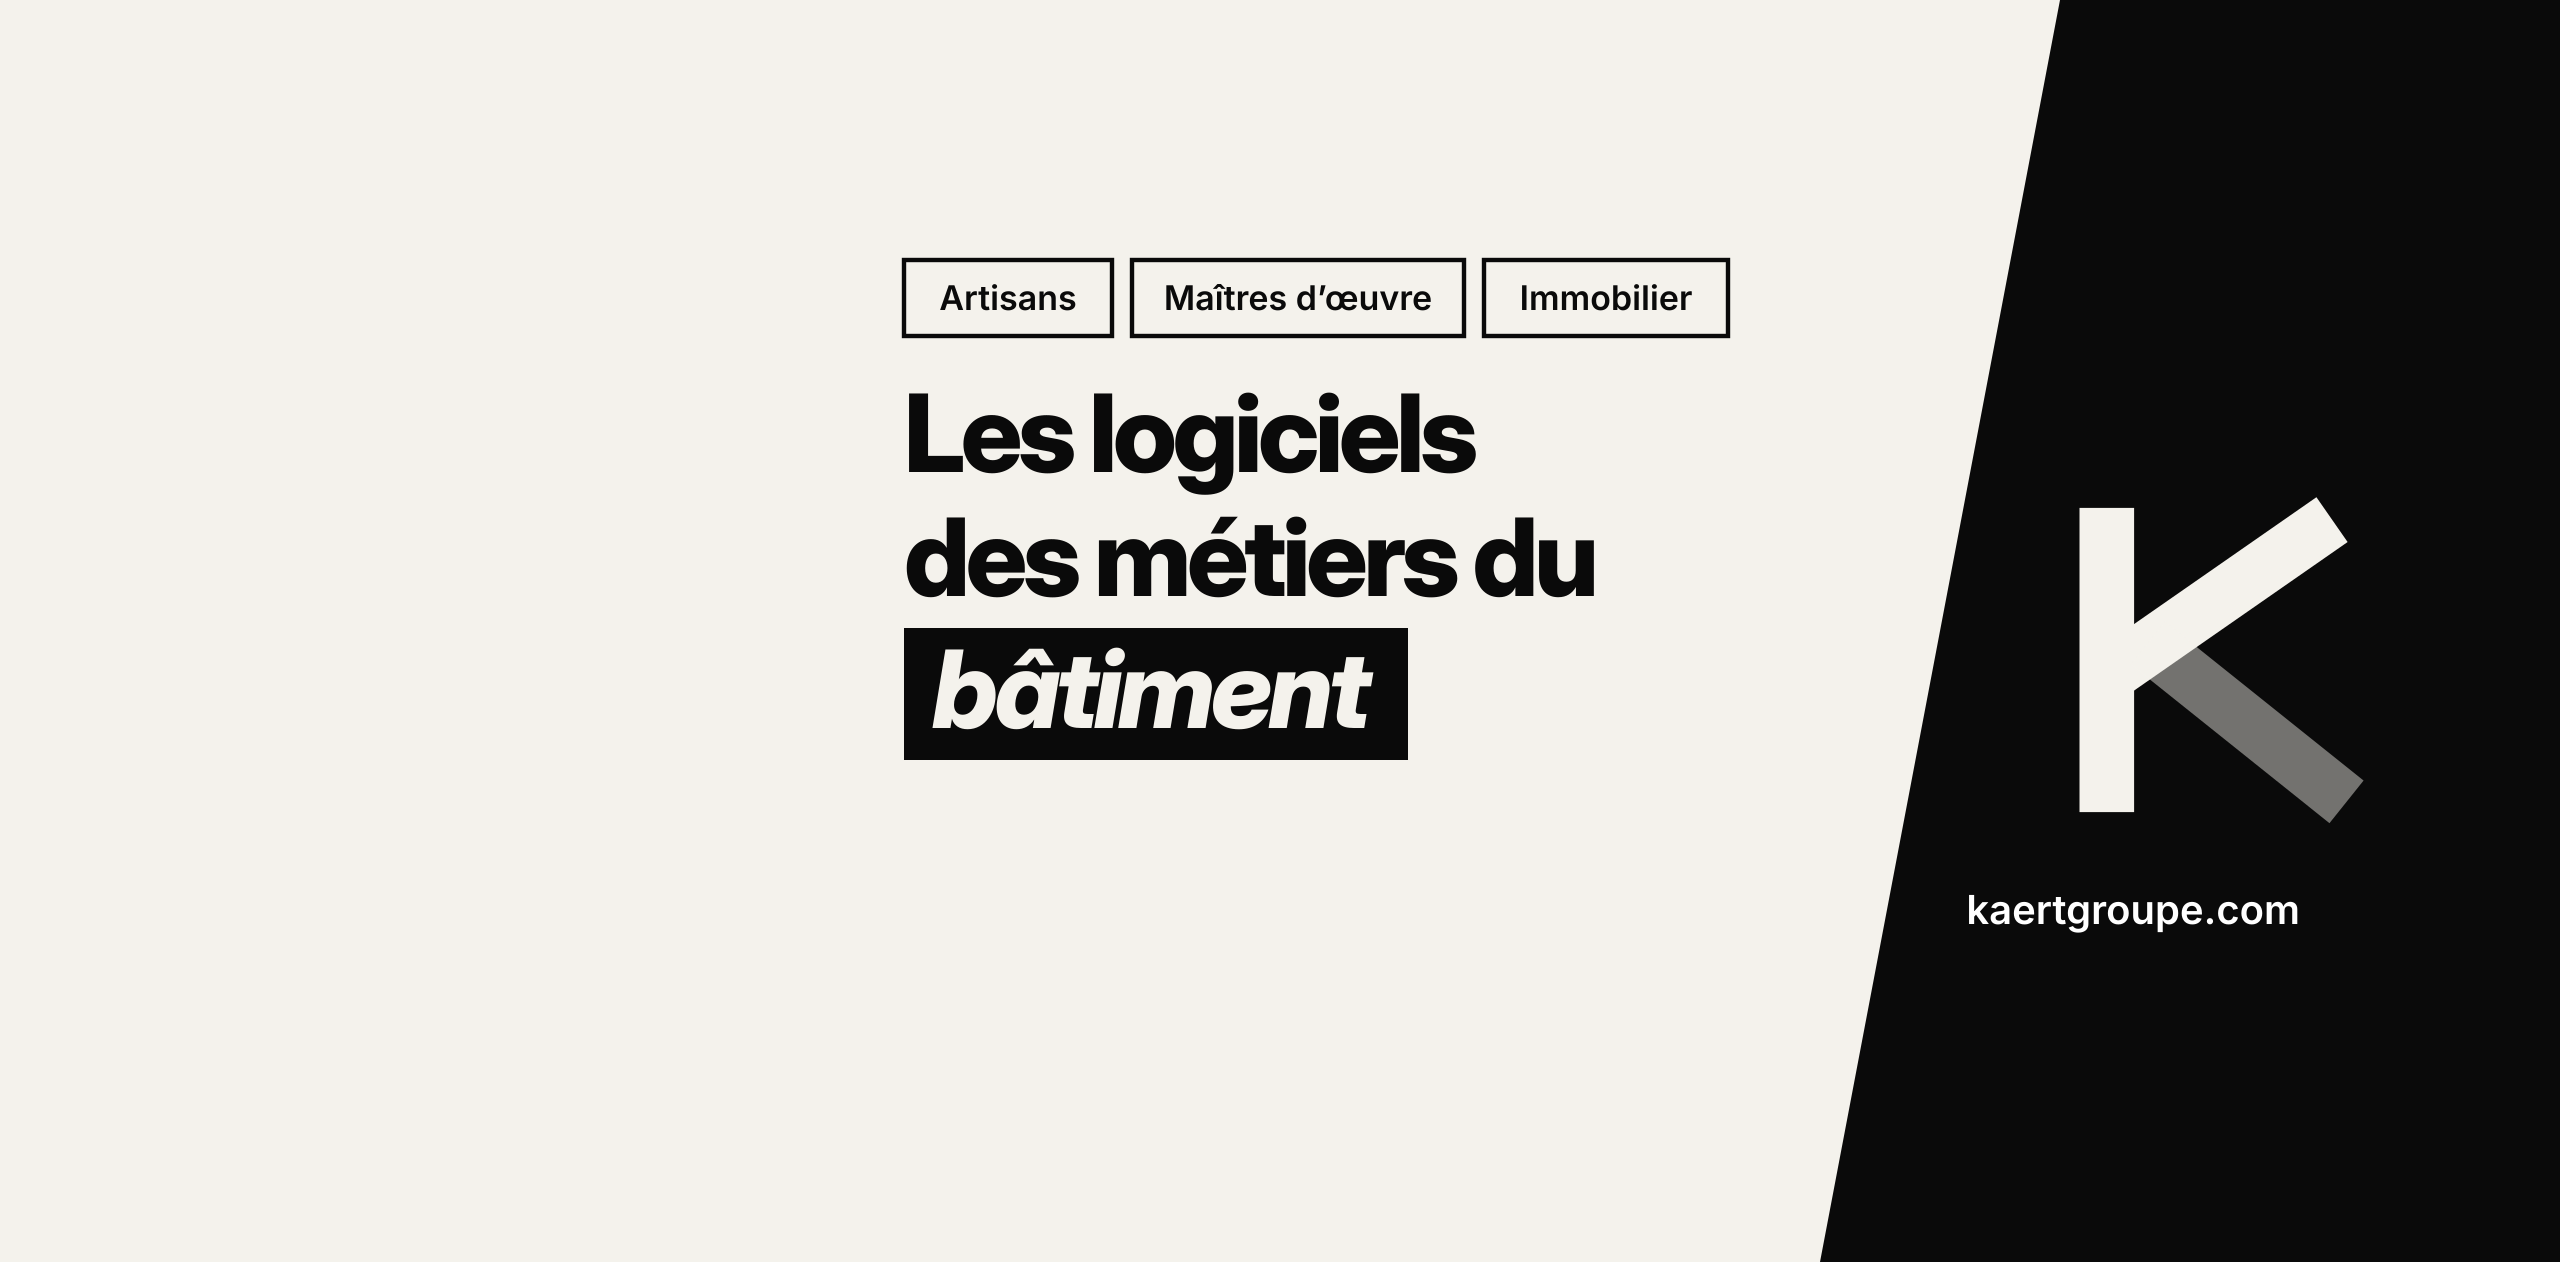 Artisans Maîtres d’œuvre Immobilier
Les logiciels
des métiers du
bâtiment
K
kaertgroupe.com